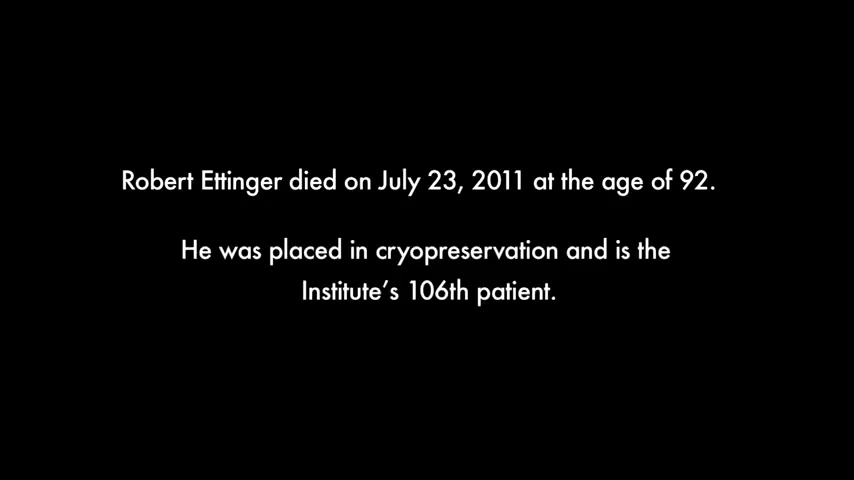 Robert Ettinger died on July 23, 2011 at the age of 92.
He was placed in cryopreservation and is the
Institute’s 106th patient.